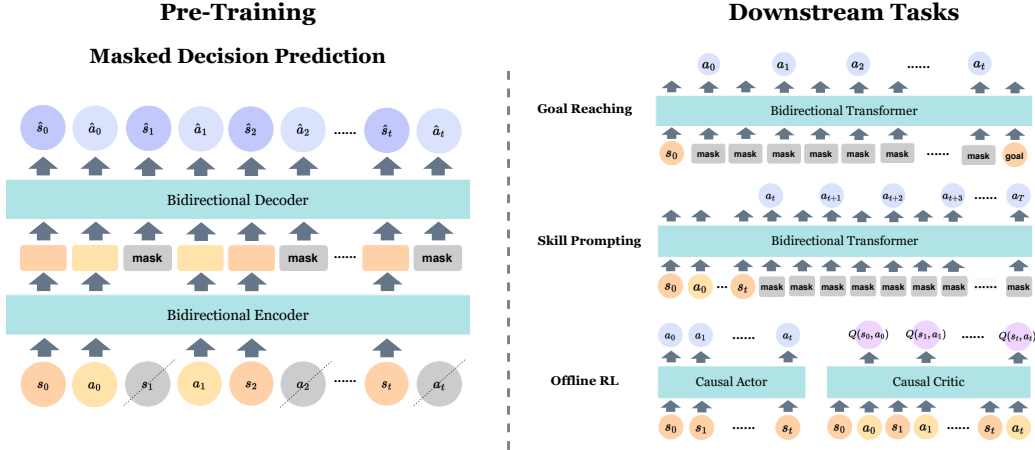 Pre-Training
Masked Decision Prediction
ŝ₀ â₀ ŝ₁ â₁ ŝ₂ â₂ ...... ŝₜ âₜ
Bidirectional Decoder
mask mask ...... mask
Bidirectional Encoder
s₀ a₀ s₁ a₁ s₂ a₂ ...... sₜ aₜ
Downstream Tasks
a₀ a₁ a₂ ...... aₜ
Goal Reaching
Bidirectional Transformer
s₀ mask mask mask mask mask mask ...... mask goal
aₜ aₜ₊₁ aₜ₊₂ aₜ₊₃ ...... a_T
Skill Prompting
Bidirectional Transformer
s₀ a₀ ... sₜ mask mask mask mask mask mask mask ...... mask
a₀ a₁ ...... aₜ
Q(s₀,a₀) Q(s₁,a₁) ...... Q(sₜ,aₜ)
Offline RL
Causal Actor
Causal Critic
s₀ s₁ ...... sₜ
s₀ a₀ s₁ a₁ ...... sₜ aₜ